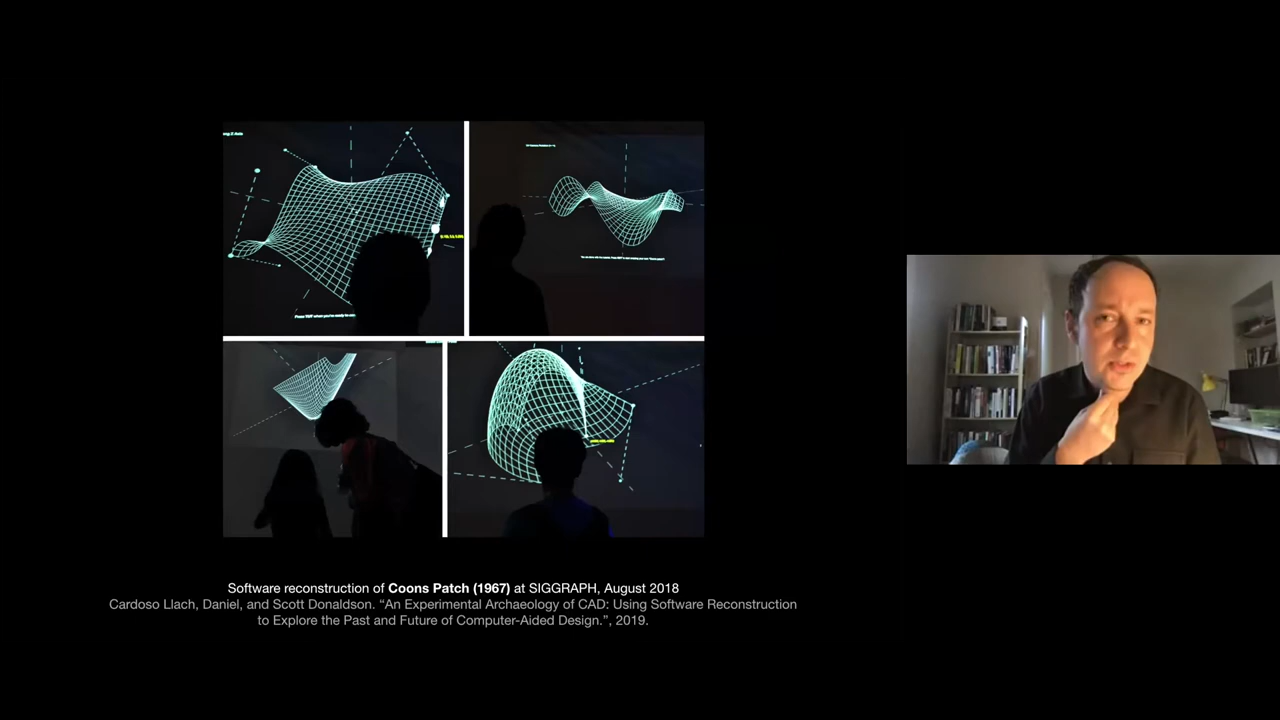 Software reconstruction of Coons Patch (1967) at SIGGRAPH, August 2018
Cardoso Llach, Daniel, and Scott Donaldson. “An Experimental Archaeology of CAD: Using Software Reconstruction
to Explore the Past and Future of Computer-Aided Design.”, 2019.